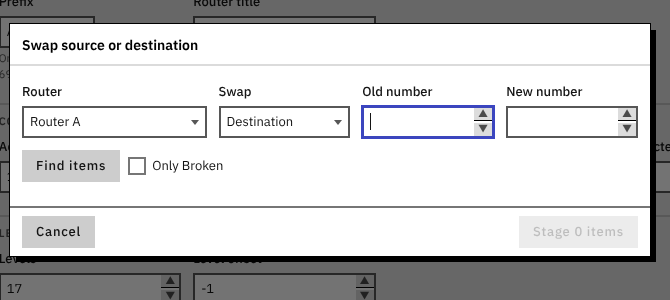 Prefix
Router title
Swap source or destination
Router
Swap
Old number
New number
Router A
Destination
Find items
Only Broken
Cancel
Stage 0 items
17
-1